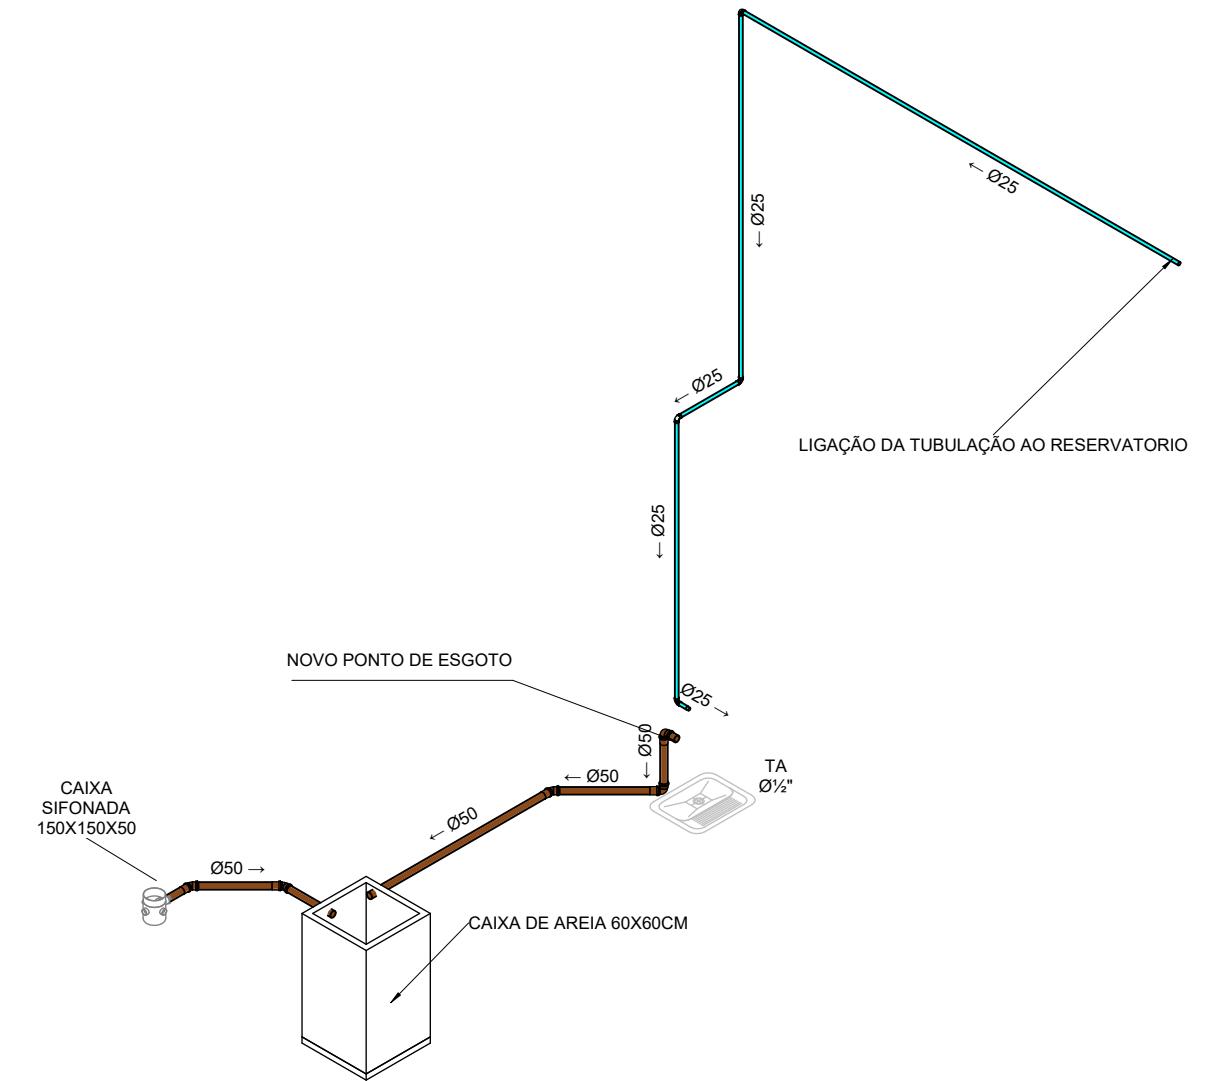 ← Ø25
← Ø25
← Ø25
LIGAÇÃO DA TUBULAÇÃO AO RESERVATORIO
← Ø25
NOVO PONTO DE ESGOTO
Ø25 →
← Ø50
← Ø50
TA
Ø½"
← Ø50
CAIXA
SIFONADA
150X150X50
Ø50 →
CAIXA DE AREIA 60X60CM